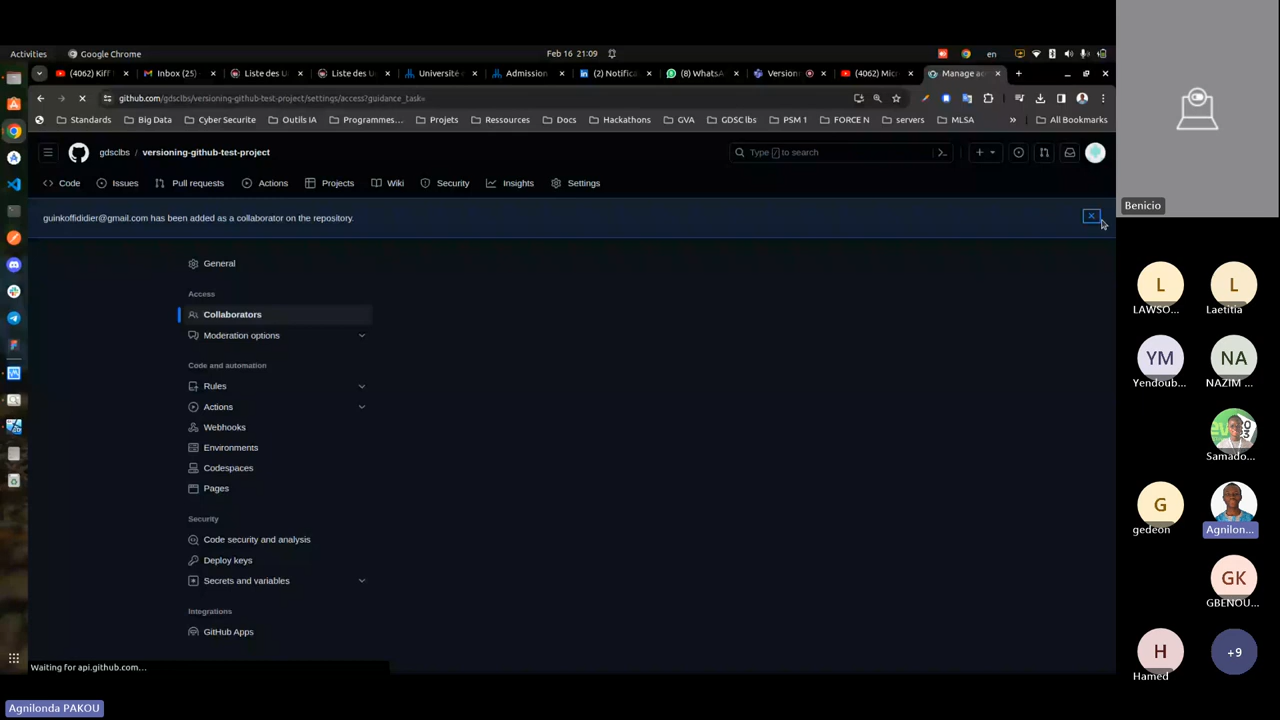 Activities
Google Chrome
Feb 16 21:09
en
(4062) Kiff
Inbox (25)
Liste des
Liste des
Université
Admission
(2) Notifica
(8) WhatsA
Version
(4062) Mic
Manage ac
github.com/gdsclbs/versioning-github-test-project/settings/access?guidance_task=
Standards
Big Data
Cyber Securite
Outils IA
Programmes...
Projets
Ressources
Docs
Hackathons
GVA
GDSC lbs
PSM 1
FORCE N
servers
MLSA
All Bookmarks
gdsclbs / versioning-github-test-project
Type / to search
Code
Issues
Pull requests
Actions
Projects
Wiki
Security
Insights
Settings
guinkoffididier@gmail.com has been added as a collaborator on the repository.
General
Access
Collaborators
Moderation options
Code and automation
Rules
Actions
Webhooks
Environments
Codespaces
Pages
Security
Code security and analysis
Deploy keys
Secrets and variables
Integrations
GitHub Apps
Waiting for api.github.com...
Agnilonda PAKOU
Benicio
L
LAWSO...
L
Laetitia
YM
Yendoub...
NA
NAZIM ...
Samado...
G
gedeon
Agnilon...
GK
GBENOU...
H
Hamed
+9